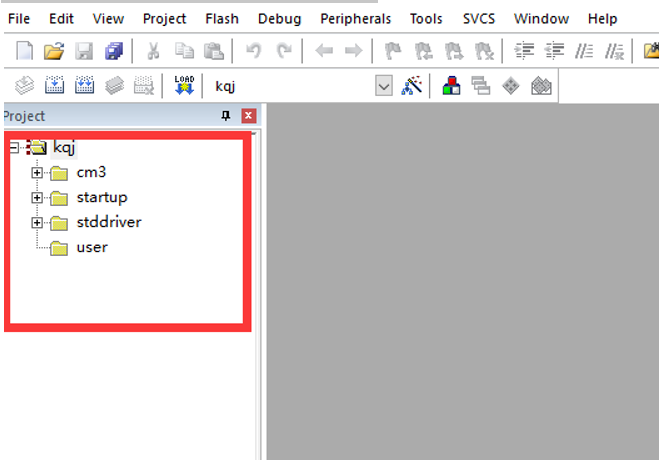 File Edit View Project Flash Debug Peripherals Tools SVCS Window Help
LOAD kqj
Project
kqj
cm3
startup
stddriver
user